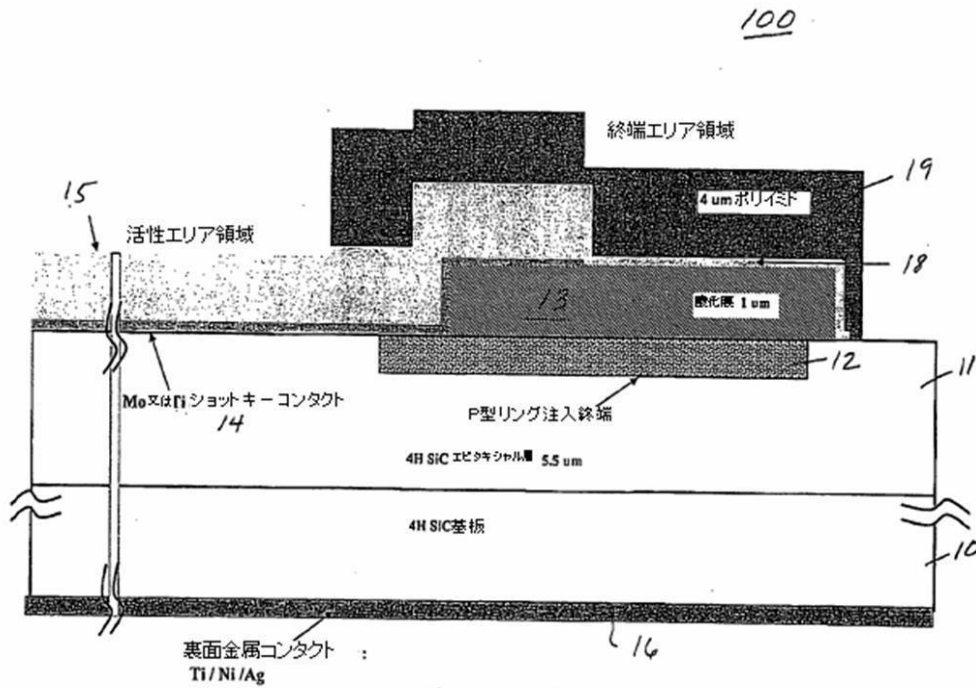 100
終端エリア領域
19
15
4 um ポリイミド
活性エリア領域
18
13
酸化膜 1 um
12
11
Mo 又はTi ショットキーコンタクト
14
P型リング注入終端
4H SiC エピタキシャル層 5.5 um
4H SIC基板
10
裏面金属コンタクト :
16
Ti / Ni /Ag